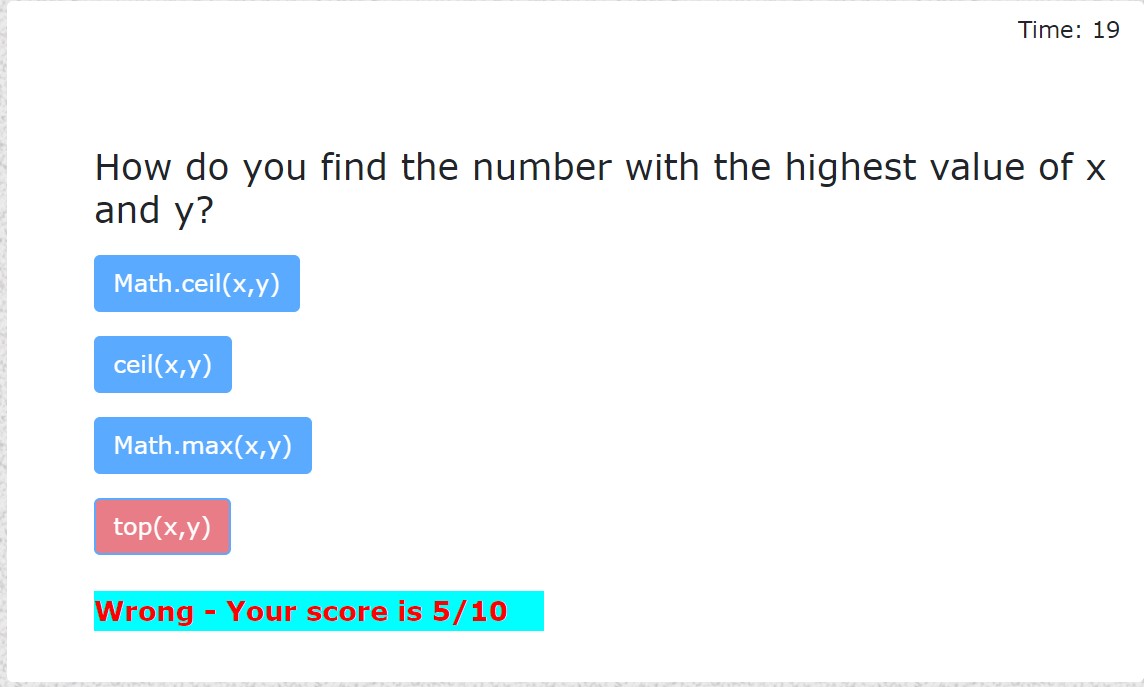 Time: 19
How do you find the number with the highest value of x
and y?
Math.ceil(x,y)
ceil(x,y)
Math.max(x,y)
top(x,y)
Wrong - Your score is 5/10